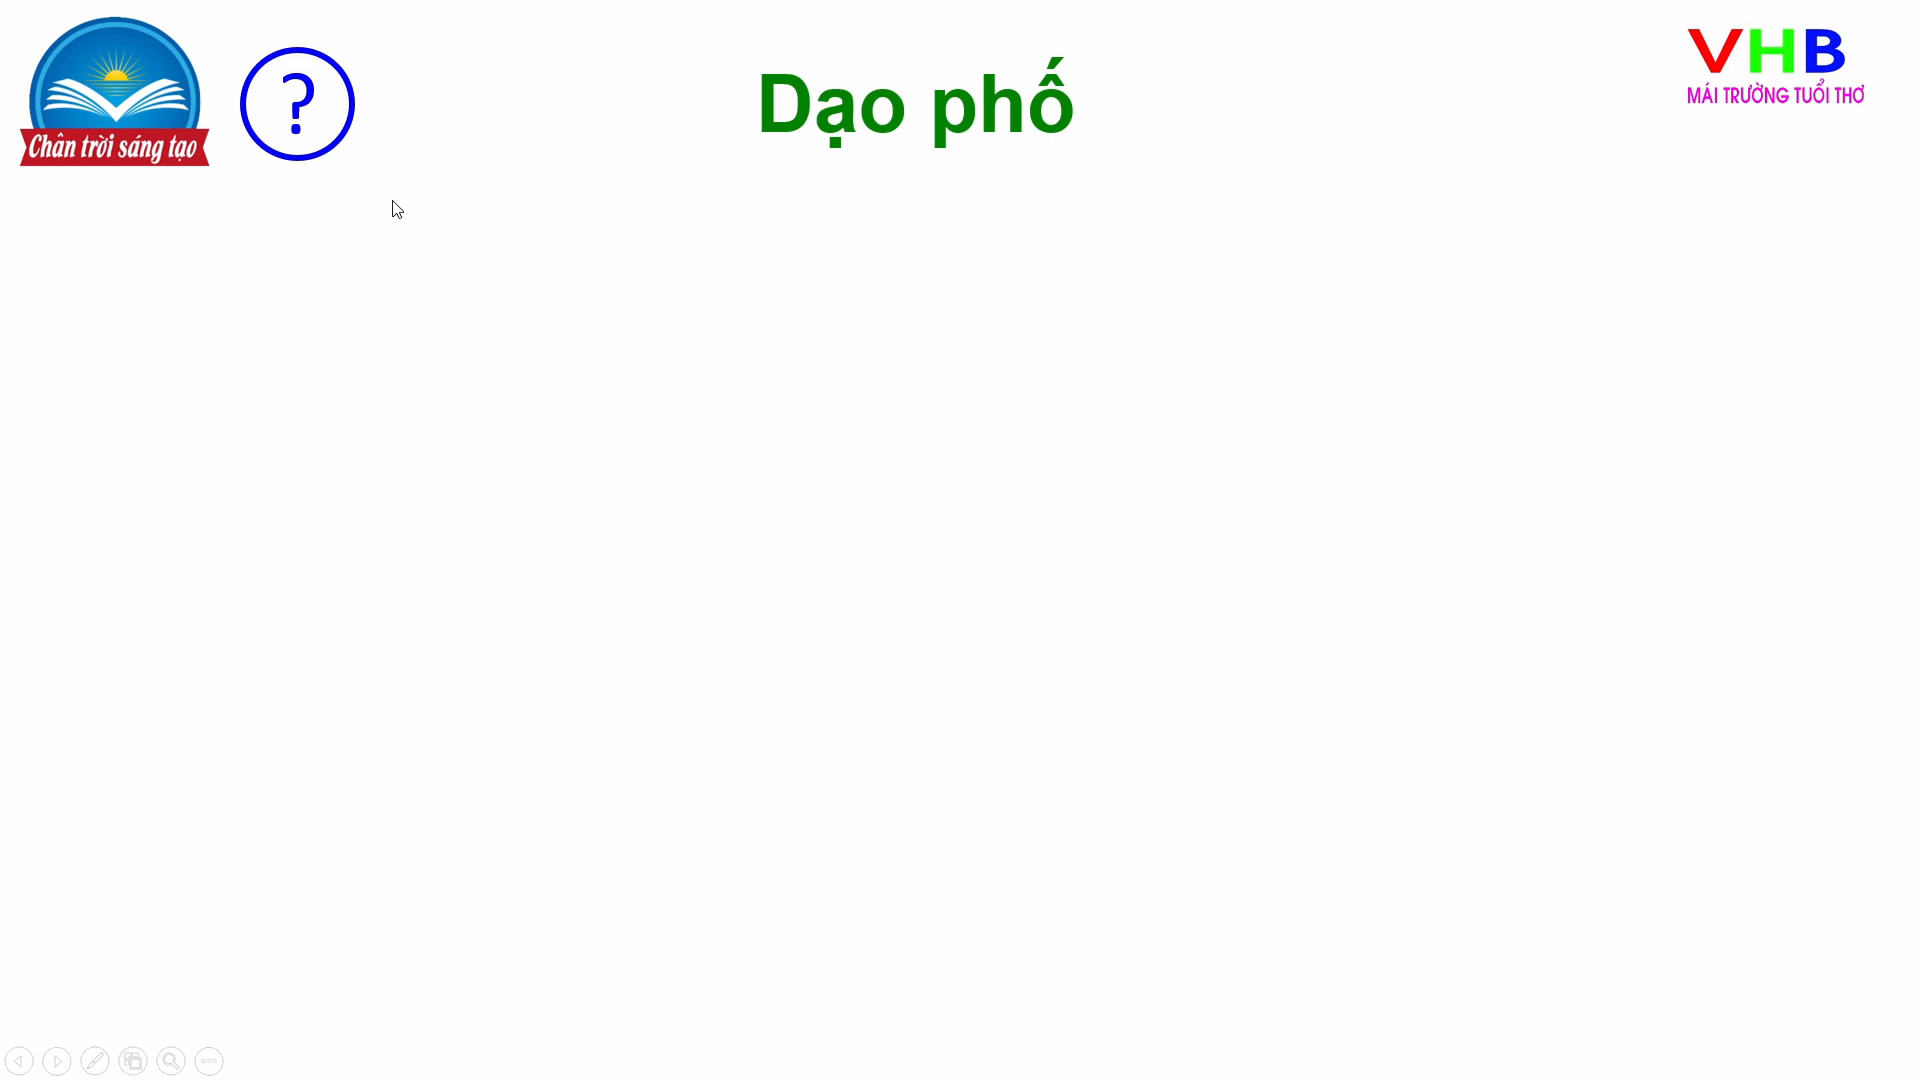 Chân trời sáng tạo
?
Dạo phố
VHB
MÁI TRƯỜNG TUỔI THƠ